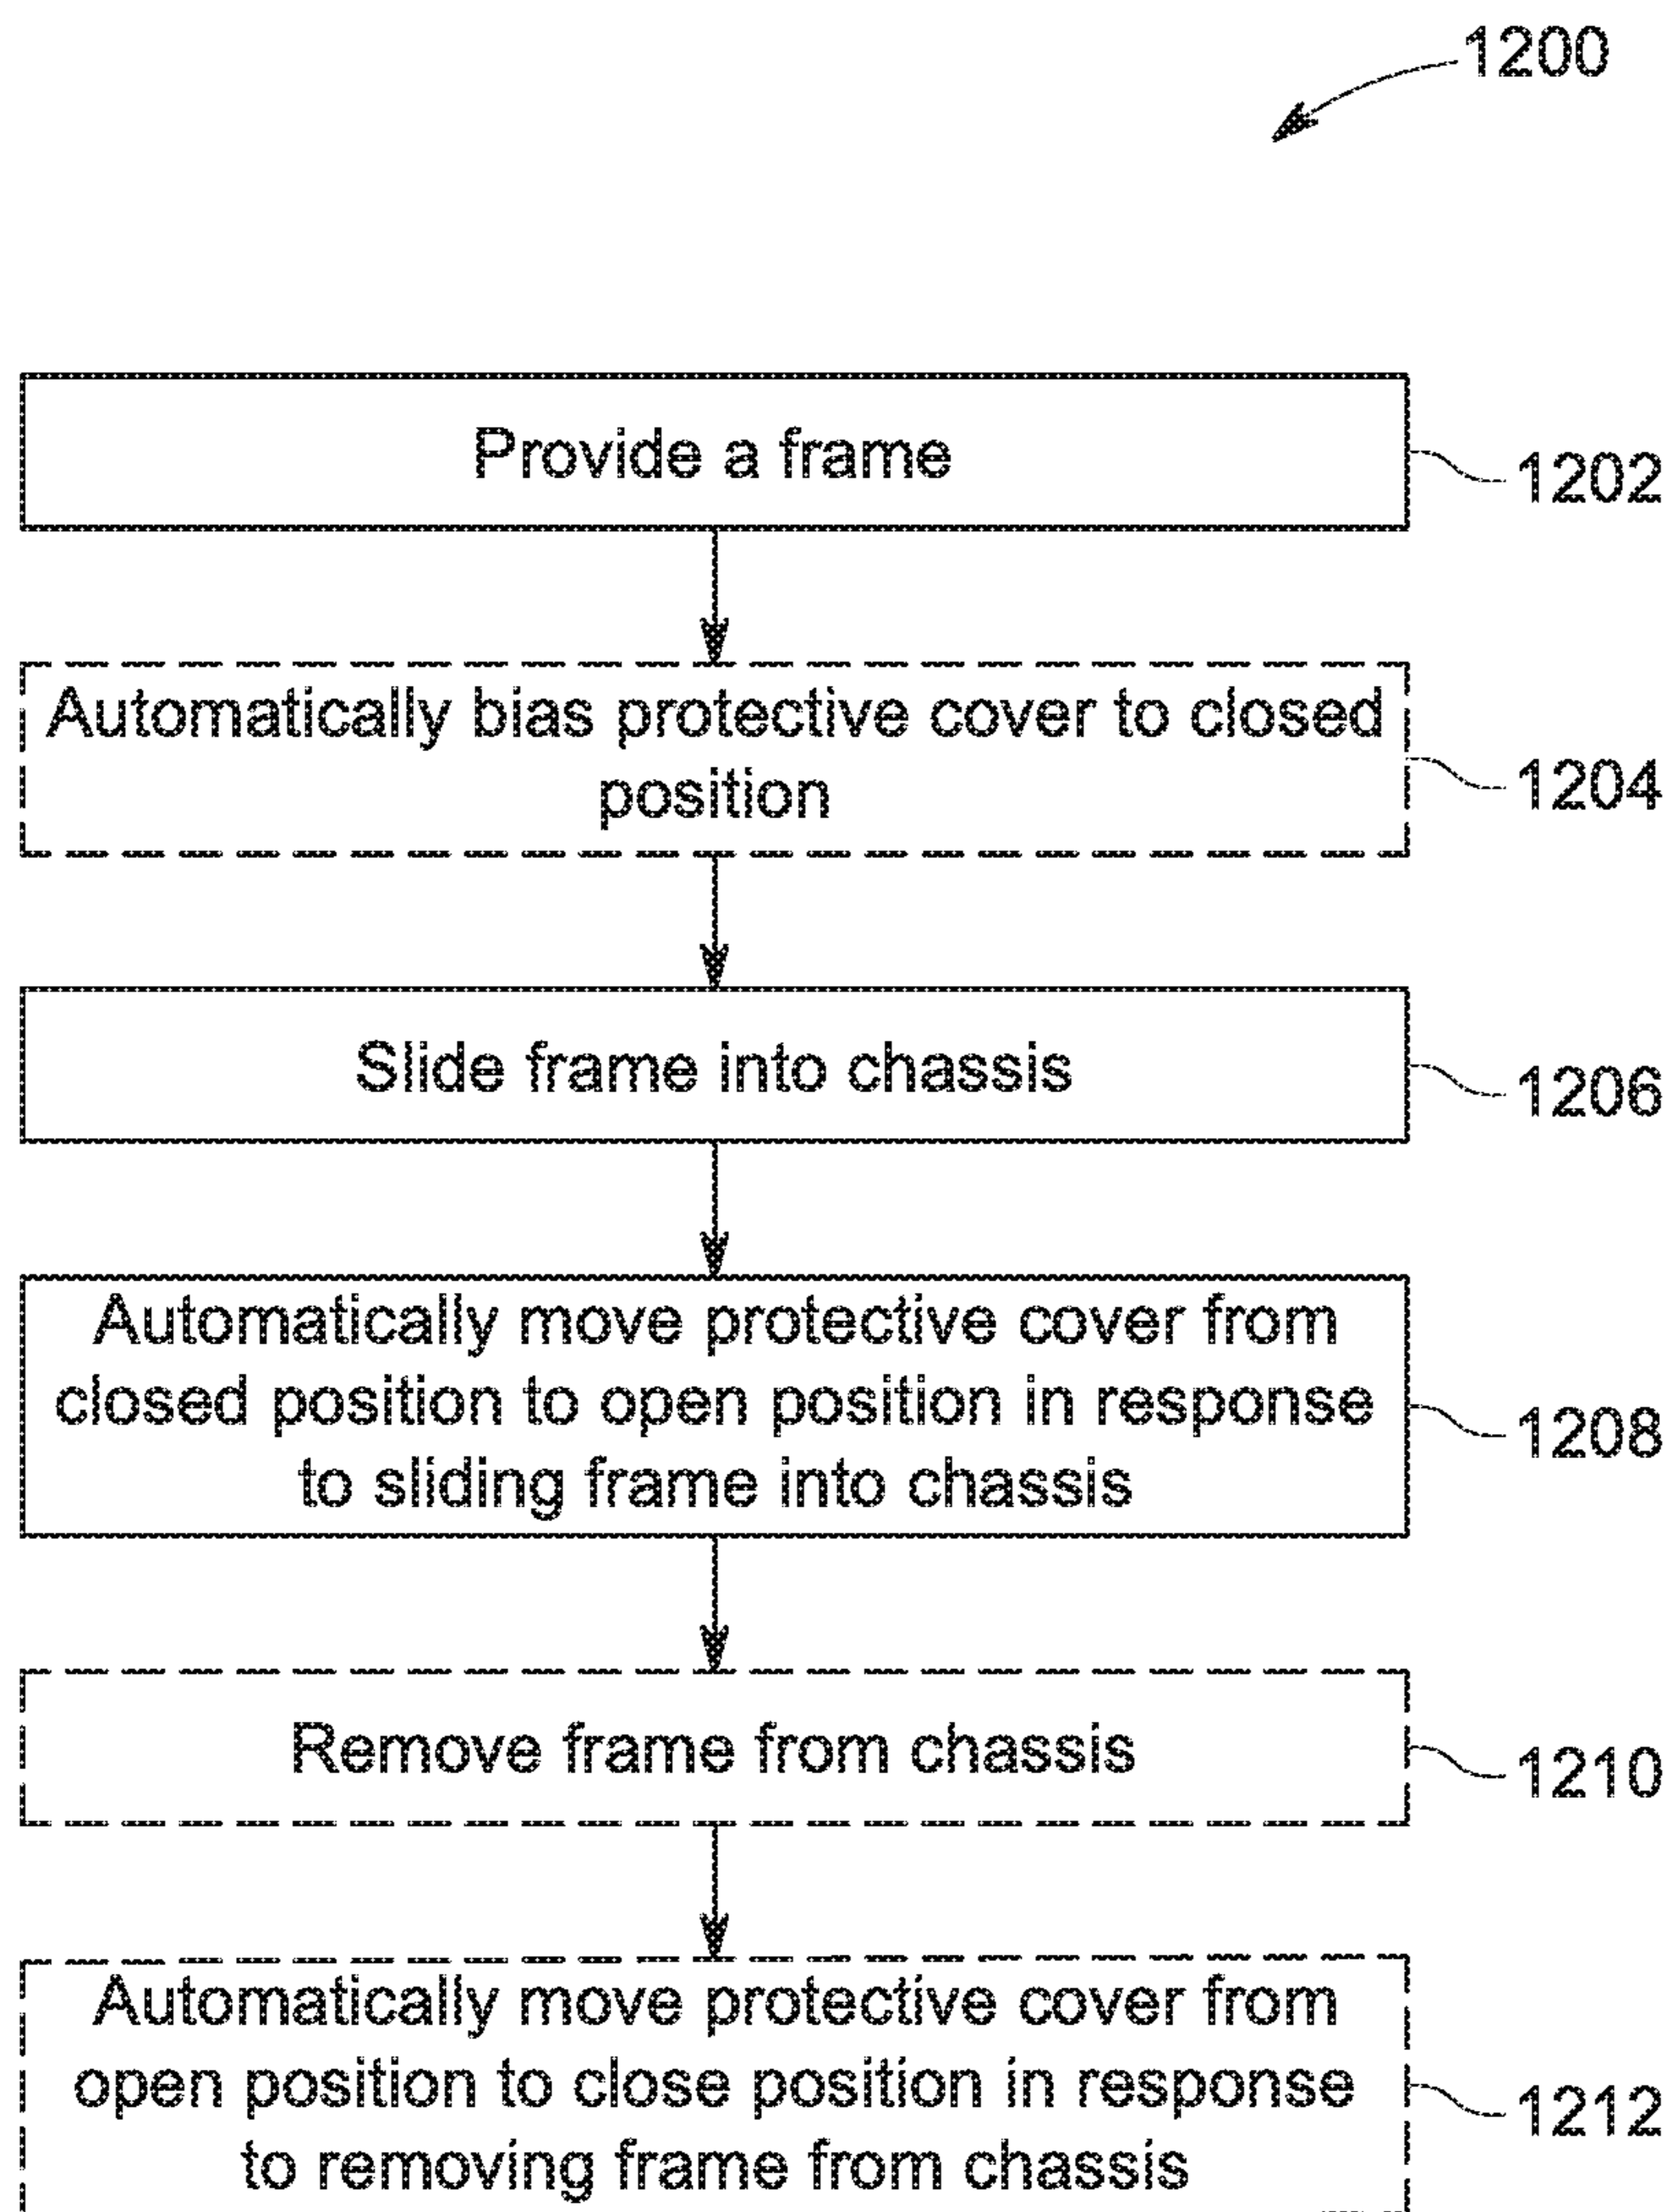 1200
Provide a frame
1202
Automatically bias protective cover to closed
position
1204
Slide frame into chassis
1206
Automatically move protective cover from
closed position to open position in response
to sliding frame into chassis
1208
Remove frame from chassis
1210
Automatically move protective cover from
open position to close position in response
to removing frame from chassis
1212